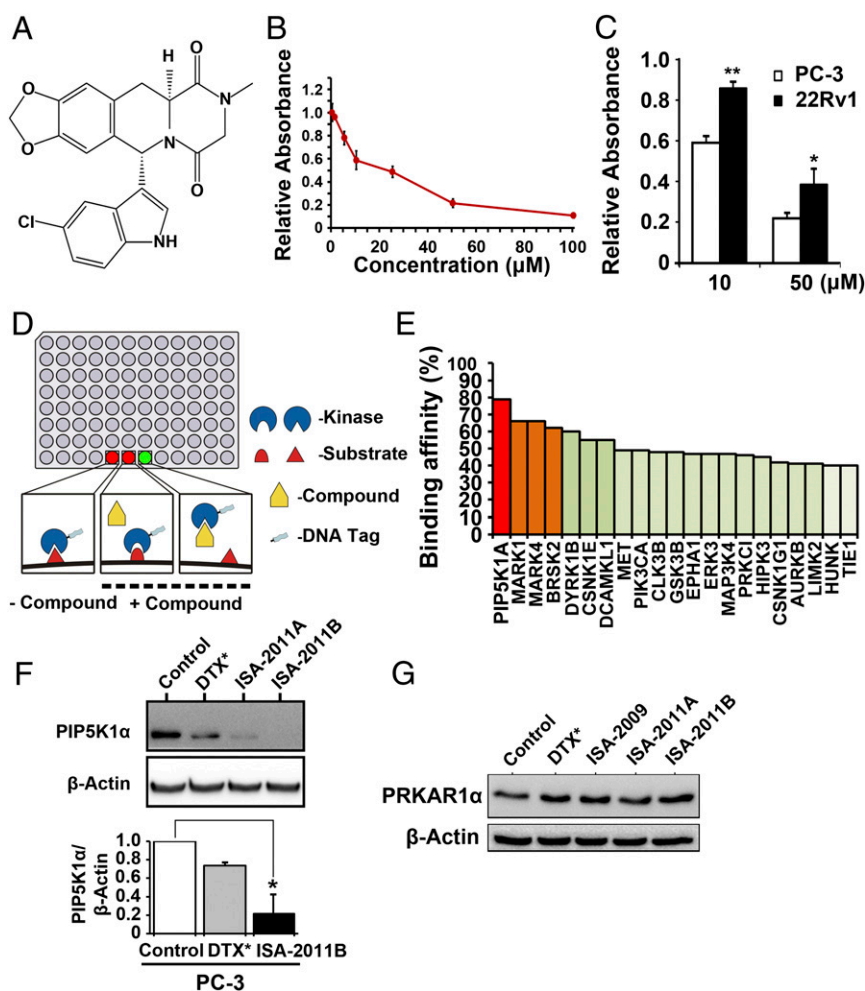 A
H
O
N
O
O
N
O
Cl
NH
B
Relative Absorbance
1.2
1.0
0.8
0.6
0.4
0.2
0
0 20 40 60 80 100
Concentration (µM)
C
Relative Absorbance
1.0
0.8
0.6
0.4
0.2
0
** 
*
PC-3
22Rv1
10 50 (µM)
D
-Kinase
-Substrate
-Compound
-DNA Tag
- Compound + Compound
E
Binding affinity (%)
100
90
80
70
60
50
40
30
20
10
0
PIP5K1A
MARK1
MARK4
BRSK2
DYRK1B
CSNK1E
DCAMKL1
MET
PIK3CA
CLK3B
GSK3B
EPHA1
ERK3
MAP3K4
PRKCI
HIPK3
CSNK1G1
AURKB
LIMK2
HUNK
TIE1
F
Control
DTX*
ISA-2011A
ISA-2011B
PIP5K1α
β-Actin
PIP5K1α/
β-Actin
1.0
0.8
0.6
0.4
0.2
0
*
Control DTX* ISA-2011B
PC-3
G
Control
DTX*
ISA-2009
ISA-2011A
ISA-2011B
PRKAR1α
β-Actin